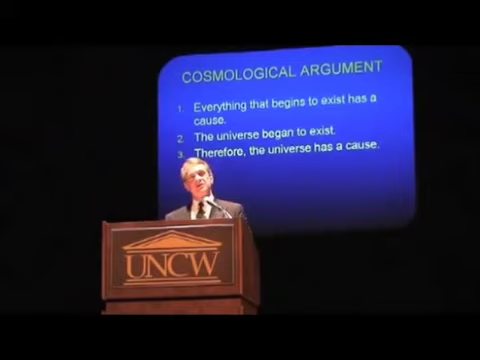 COSMOLOGICAL ARGUMENT
1. Everything that begins to exist has a
cause.
2. The universe began to exist.
3 Therefore, the universe has a cause.
UNCW